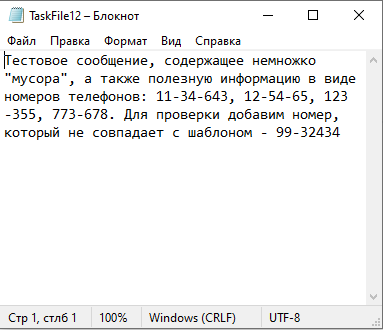 TaskFile12 – Блокнот
Файл Правка Формат Вид Справка
Тестовое сообщение, содержащее немножко
"мусора", а также полезную информацию в виде
номеров телефонов: 11-34-643, 12-54-65, 123
-355, 773-678. Для проверки добавим номер,
который не совпадает с шаблоном - 99-32434
Стр 1, стлб 1 100% Windows (CRLF) UTF-8